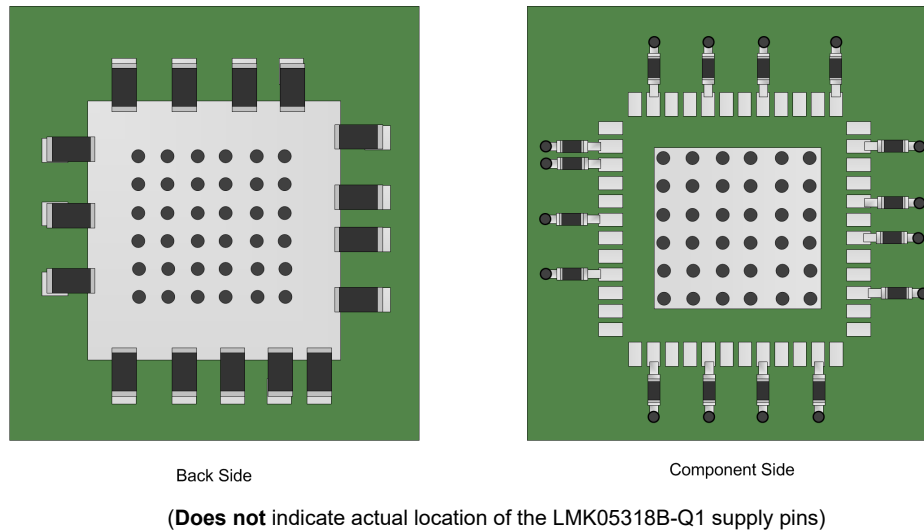 Back Side
Component Side
(Does not indicate actual location of the LMK05318B-Q1 supply pins)